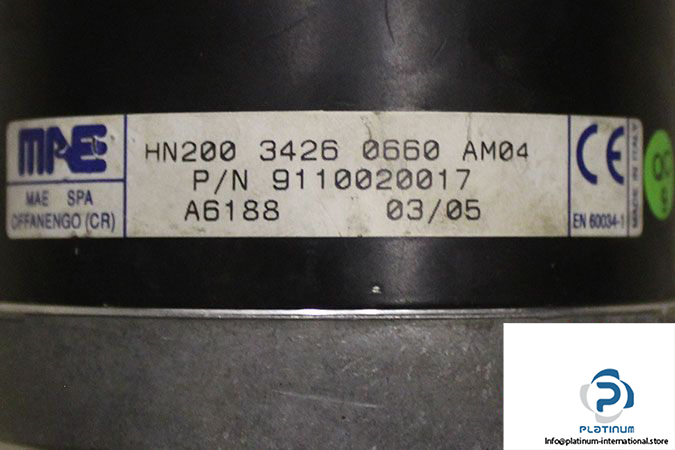 MAE
MAE SPA
OFFANENGO (CR)
HN200 3426 0660 AM04
P/N 9110020017
A6188 03/05
CE
EN 60034-1
MADE IN ITALY
PLATINUM
Info@platinum-international.store